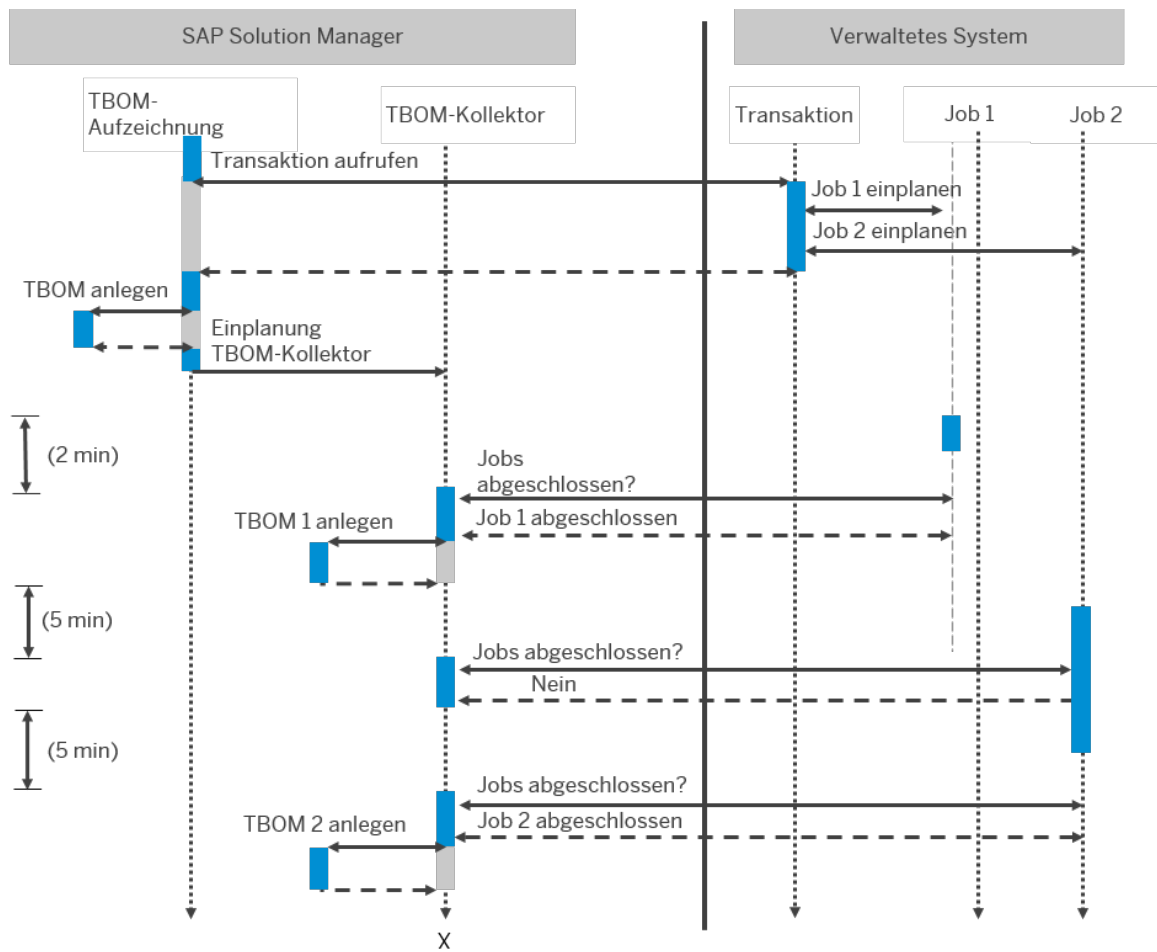 SAP Solution Manager
Verwaltetes System
TBOM-
Aufzeichnung
TBOM-Kollektor
Transaktion
Job 1
Job 2
Transaktion aufrufen
Job 1 einplanen
Job 2 einplanen
TBOM anlegen
Einplanung
TBOM-Kollektor
(2 min)
Jobs
abgeschlossen?
TBOM 1 anlegen
Job 1 abgeschlossen
(5 min)
Jobs abgeschlossen?
Nein
(5 min)
Jobs abgeschlossen?
TBOM 2 anlegen
Job 2 abgeschlossen
X